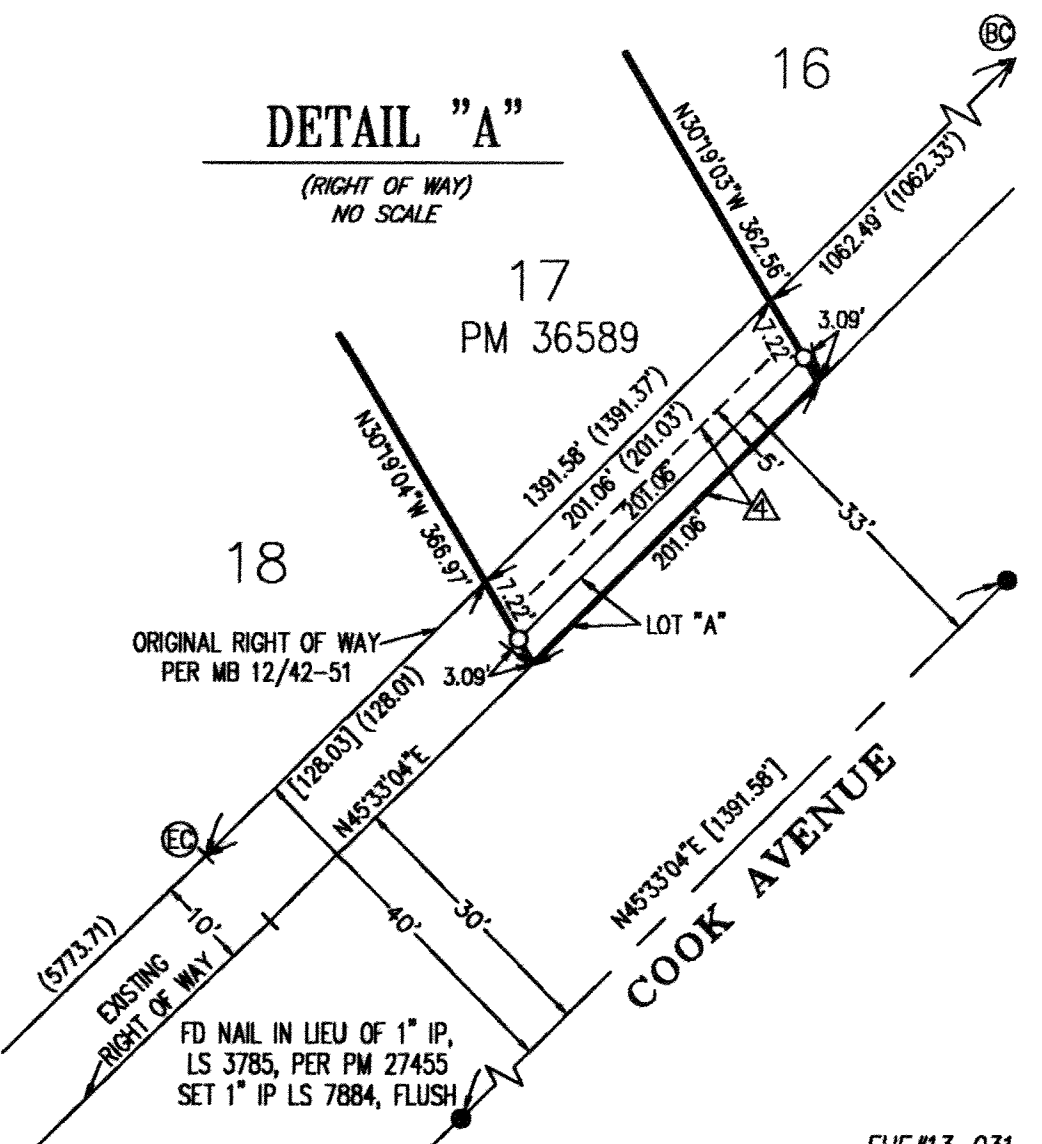 BC
16
DETAIL "A"
(RIGHT OF WAY)
NO SCALE
N30°19'03"W 362.56'
1062.49' (1062.33')
17
PM 36589
3.09'
7.22'
1391.58' (1391.37')
201.06' (201.03')
201.06'
5'
4
33'
N30°19'04"W 366.97'
201.06'
18
7.22'
LOT "A"
ORIGINAL RIGHT OF WAY
PER MB 12/42-51
3.09'
[128.03] (128.01)
N45°33'04"E
EC
N45°33'04"E [1391.58']
COOK AVENUE
40'
30'
10'
(5773.71)
EXISTING
RIGHT OF WAY
FD NAIL IN LIEU OF 1" IP,
LS 3785, PER PM 27455
SET 1" IP LS 7884, FLUSH